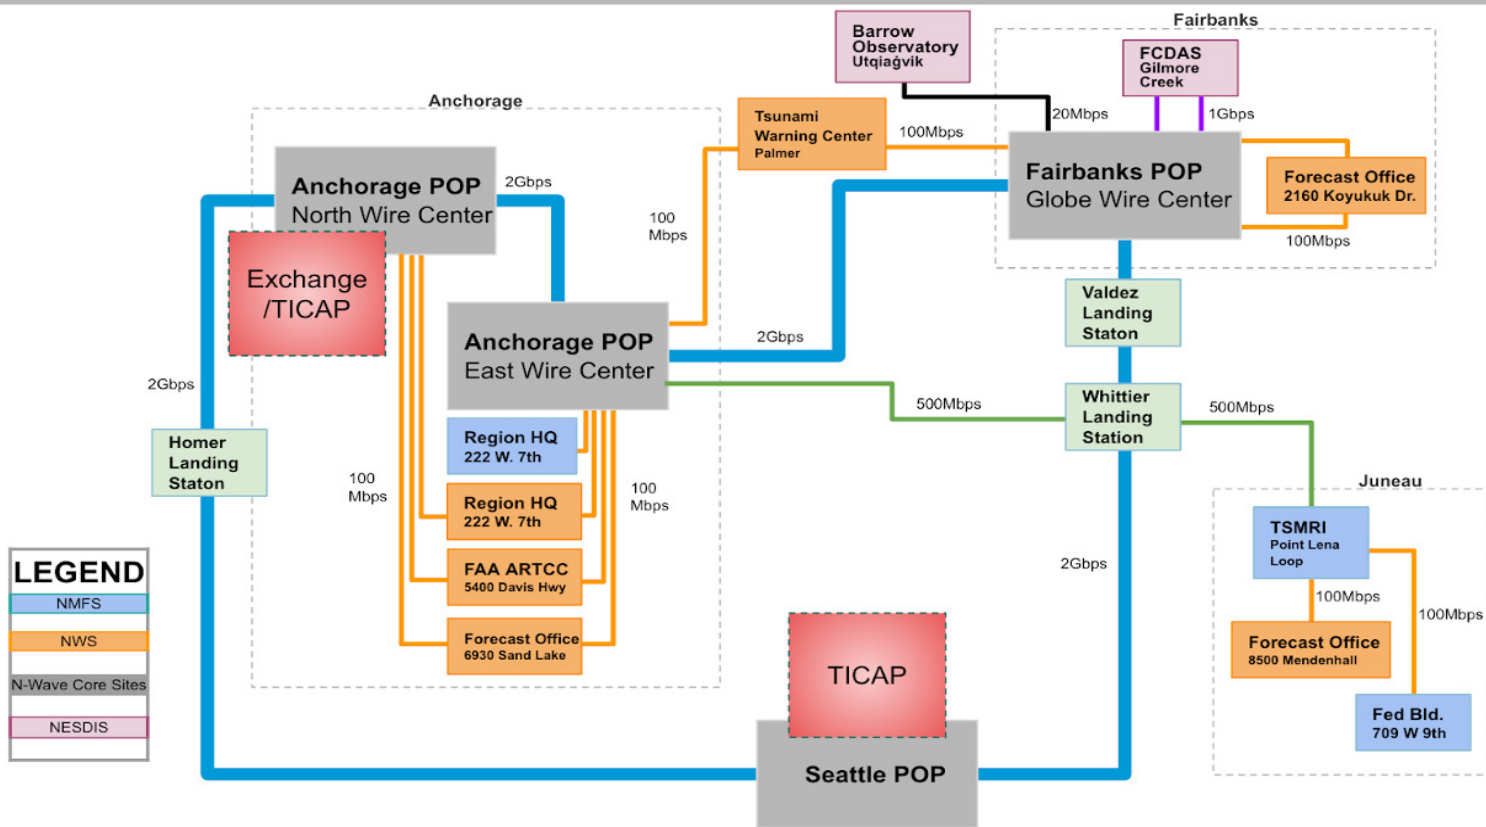 Fairbanks
Barrow
Observatory
Utqiaġvik
FCDAS
Gilmore
Creek
20Mbps
1Gbps
Anchorage
Tsunami
Warning Center
Palmer
100Mbps
Fairbanks POP
Globe Wire Center
Forecast Office
2160 Koyukuk Dr.
100Mbps
Anchorage POP
North Wire Center
2Gbps
100
Mbps
Exchange
/TICAP
Anchorage POP
East Wire Center
2Gbps
Valdez
Landing
Staton
2Gbps
500Mbps
Whittier
Landing
Station
500Mbps
Homer
Landing
Staton
Region HQ
222 W. 7th
100
Mbps
Region HQ
222 W. 7th
100
Mbps
FAA ARTCC
5400 Davis Hwy
Forecast Office
6930 Sand Lake
Juneau
TSMRI
Point Lena
Loop
2Gbps
100Mbps
100Mbps
Forecast Office
8500 Mendenhall
Fed Bld.
709 W 9th
TICAP
Seattle POP
LEGEND
NMFS
NWS
N-Wave Core Sites
NESDIS